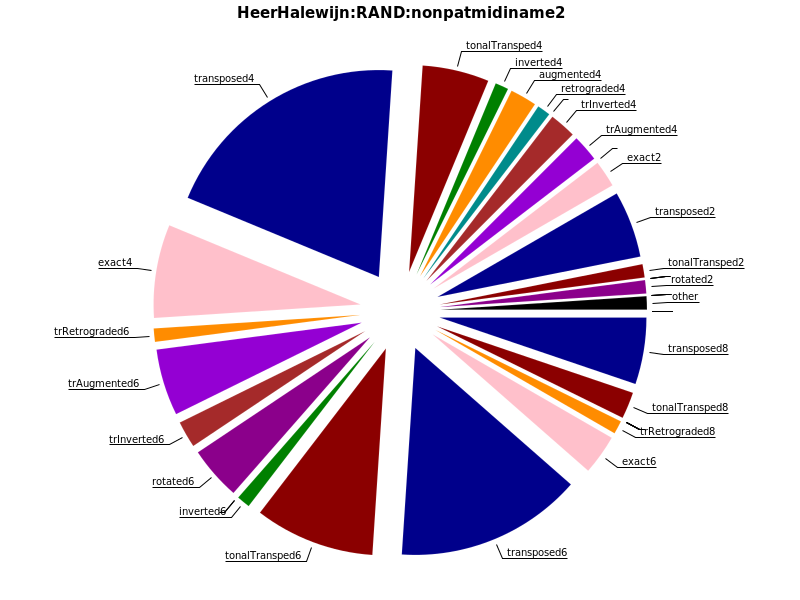 HeerHalewijn:RAND:nonpatmidiname2
tonalTransped4
inverted4
augmented4
retrograded4
trInverted4
trAugmented4
exact2
transposed2
tonalTransped2
rotated2
other
transposed8
tonalTransped8
trRetrograded8
exact6
transposed6
tonalTransped6
inverted6
rotated6
trInverted6
trAugmented6
trRetrograded6
exact4
transposed4